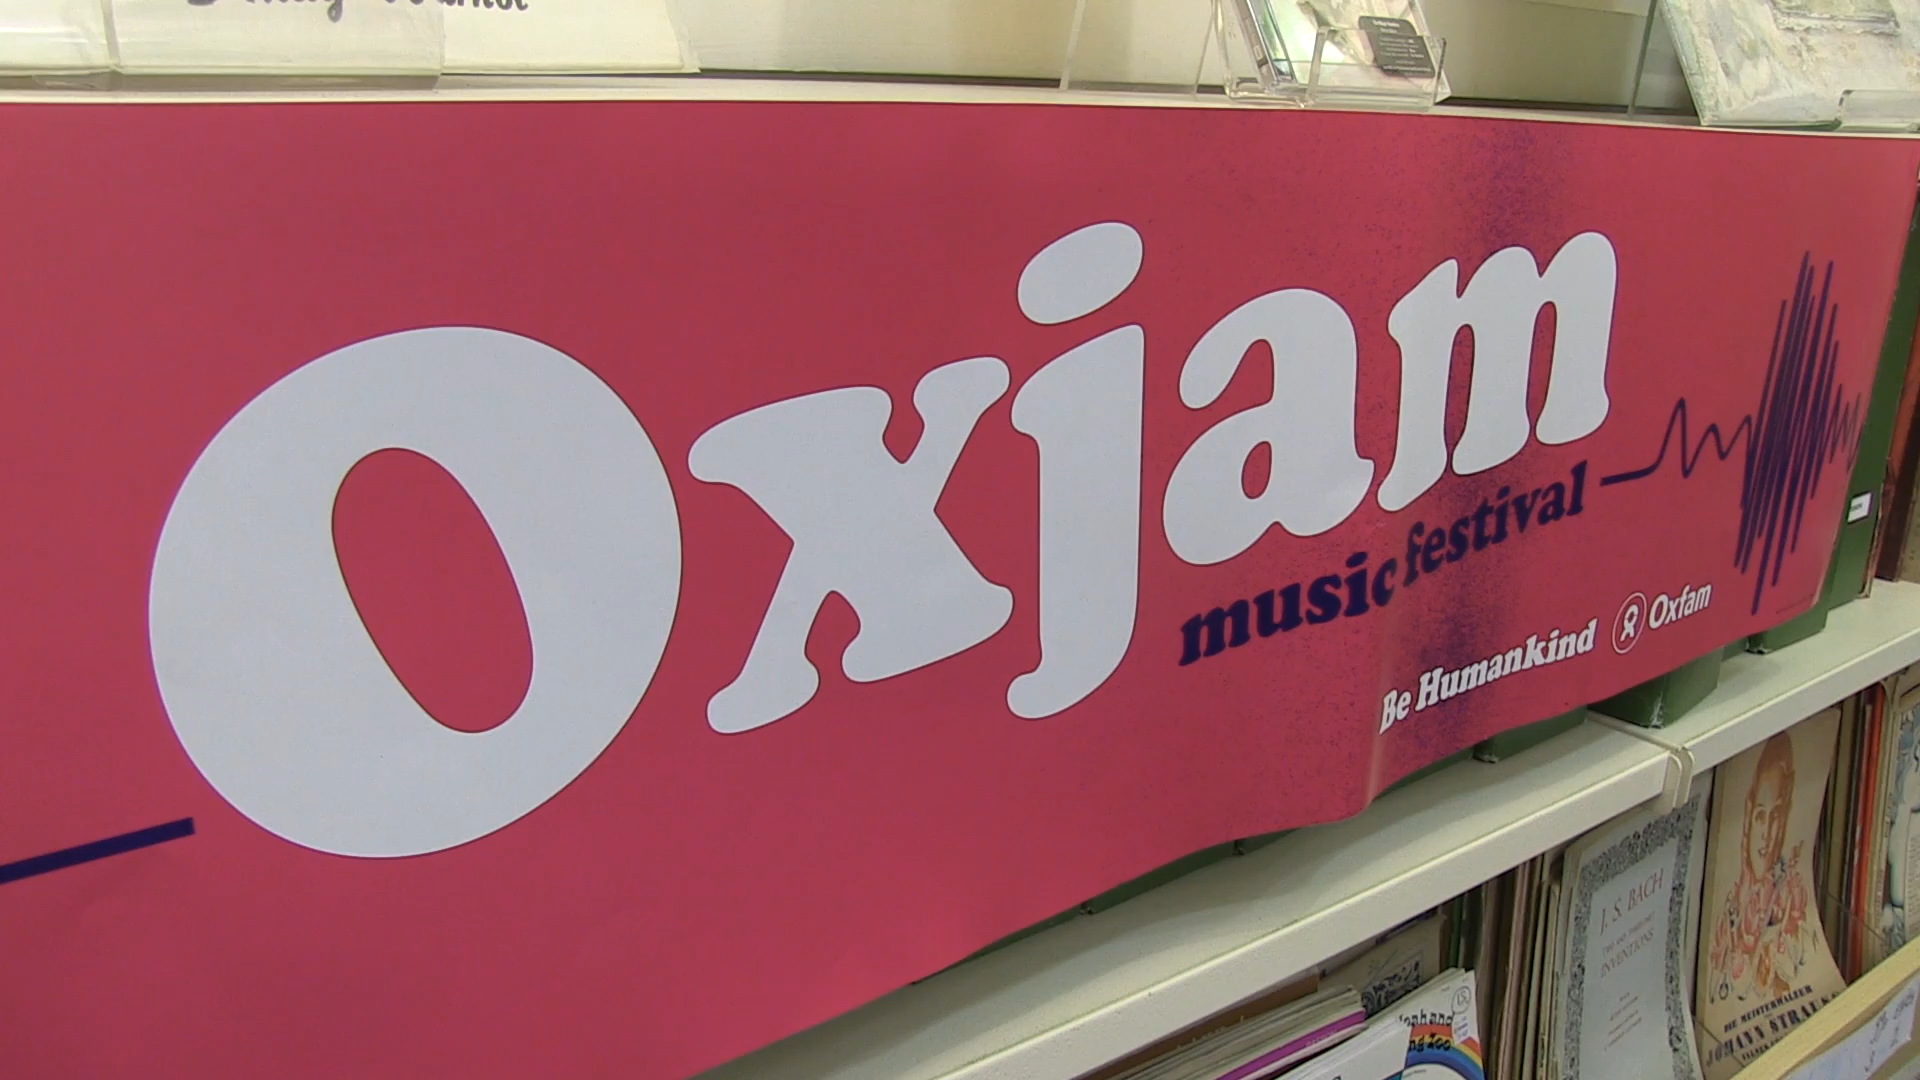 Oxjam
music festival
Be Humankind Oxfam
J. S. BACH
INVENTIONS
DIE MEISTERWALZER
JOHANN STRAUSS